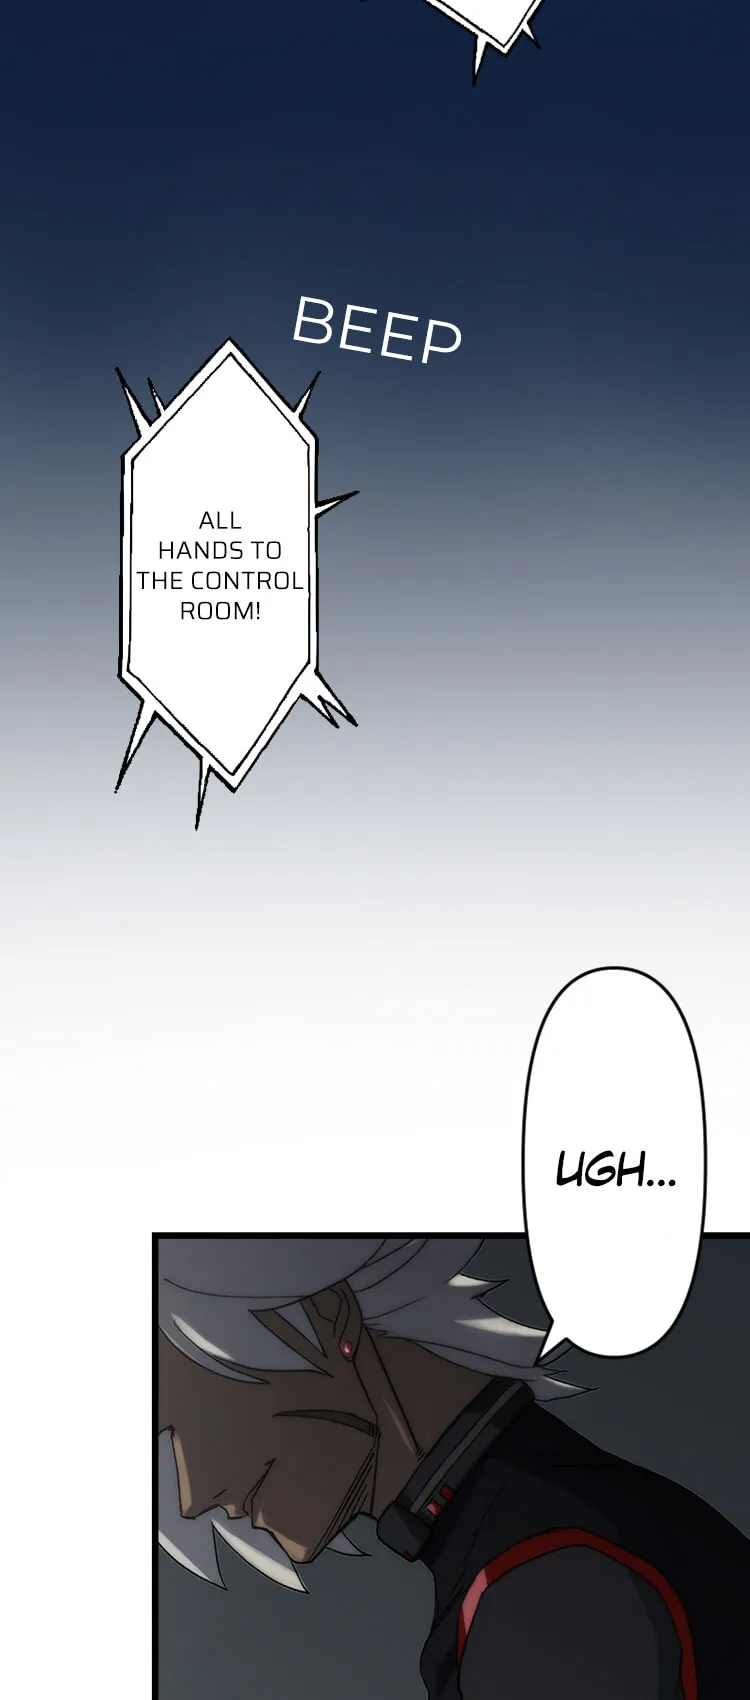 BEEP
ALL
HANDS TO
THE CONTROL
ROOM!
UGH...